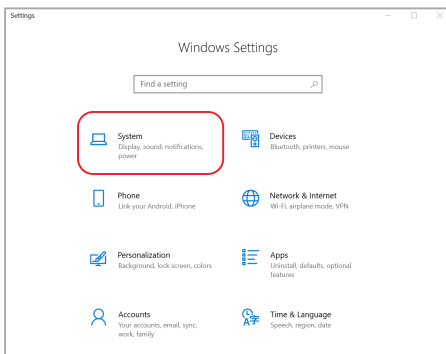 Settings
Windows Settings
Find a setting
System
Display, sound, notifications,
power
Devices
Bluetooth, printers, mouse
Phone
Link your Android, iPhone
Network & Internet
Wi-Fi, airplane mode, VPN
Personalization
Background, lock screen, colors
Apps
Uninstall, defaults, optional
features
Accounts
Your accounts, email, sync,
work, family
Time & Language
Speech, region, date